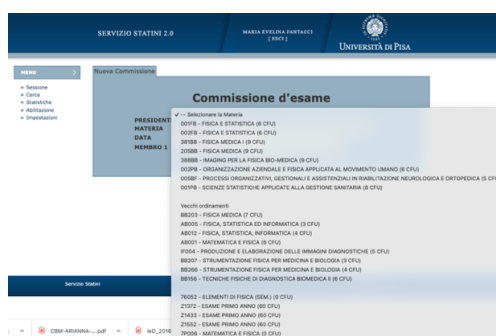 SERVIZIO STATINI 2.0
MARIA EVELINA FANTACCI
[ ESCI ]
UNIVERSITÀ DI PISA
MENU
Sessione
Cerca
Statistiche
Abilitazione
Impostazioni
Nuova Commissione
Commissione d'esame
PRESIDENT
MATERIA
DATA
MEMBRO 1
✓ -- Selezionare la Materia
001FB - FISICA E STATISTICA (6 CFU)
002FB - FISICA E STATISTICA (6 CFU)
381BB - FISICA MEDICA I (9 CFU)
205BB - FISICA MEDICA (9 CFU)
388BB - IMAGING PER LA FISICA BIO-MEDICA (9 CFU)
002PB - ORGANIZZAZIONE AZIENDALE E FISICA APPLICATA AL MOVIMENTO UMANO (6 CFU)
005BF - PROCESSI ORGANIZZATIVI, GESTIONALI E ASSISTENZIALI IN RIABILITAZIONE NEUROLOGICA E ORTOPEDICA (5 CFU
001PB - SCIENZE STATISTICHE APPLICATE ALLA GESTIONE SANITARIA (8 CFU)
Vecchi ordinamenti
BB203 - FISICA MEDICA (7 CFU)
AB005 - FISICA, STATISTICA ED INFORMATICA (3 CFU)
AB012 - FISICA, STATISTICA, INFORMATICA (4 CFU)
AB001 - MATEMATICA E FISICA (6 CFU)
IF004 - PRODUZIONE E ELABORAZIONE DELLE IMMAGINI DIAGNOSTICHE (5 CFU)
BB207 - STRUMENTAZIONE FISICA PER MEDICINA E BIOLOGIA (3 CFU)
BB266 - STRUMENTAZIONE FISICA PER MEDICINA E BIOLOGIA (4 CFU)
BB156 - TECNICHE FISICHE DI DIAGNOSTICA BIOMEDICA II (6 CFU)
76052 - ELEMENTI DI FISICA (SEM.) (0 CFU)
Z1372 - ESAME PRIMO ANNO (60 CFU)
Z1433 - ESAME PRIMO ANNO (60 CFU)
Z1552 - ESAME PRIMO ANNO (60 CFU)
7P006 - MATEMATICA E FISICA (0 CFU)
Servizio Statini
CBM-ARIANNA-....pdf
IeD_2018